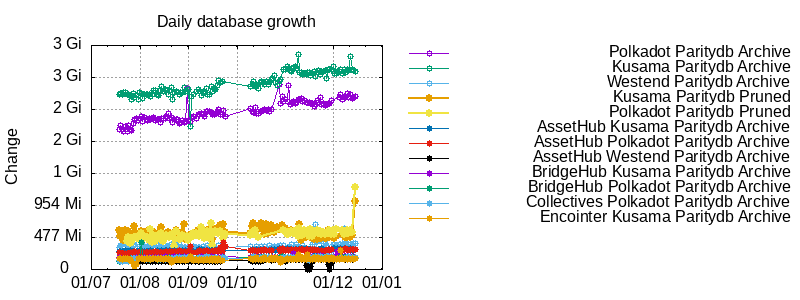 Daily database growth
3 Gi
3 Gi
2 Gi
2 Gi
1 Gi
954 Mi
477 Mi
0
Change
01/07 01/08 01/09 01/10 01/12 01/01
Polkadot Paritydb Archive
Kusama Paritydb Archive
Westend Paritydb Archive
Kusama Paritydb Pruned
Polkadot Paritydb Pruned
AssetHub Kusama Paritydb Archive
AssetHub Polkadot Paritydb Archive
AssetHub Westend Paritydb Archive
BridgeHub Kusama Paritydb Archive
BridgeHub Polkadot Paritydb Archive
Collectives Polkadot Paritydb Archive
Encointer Kusama Paritydb Archive